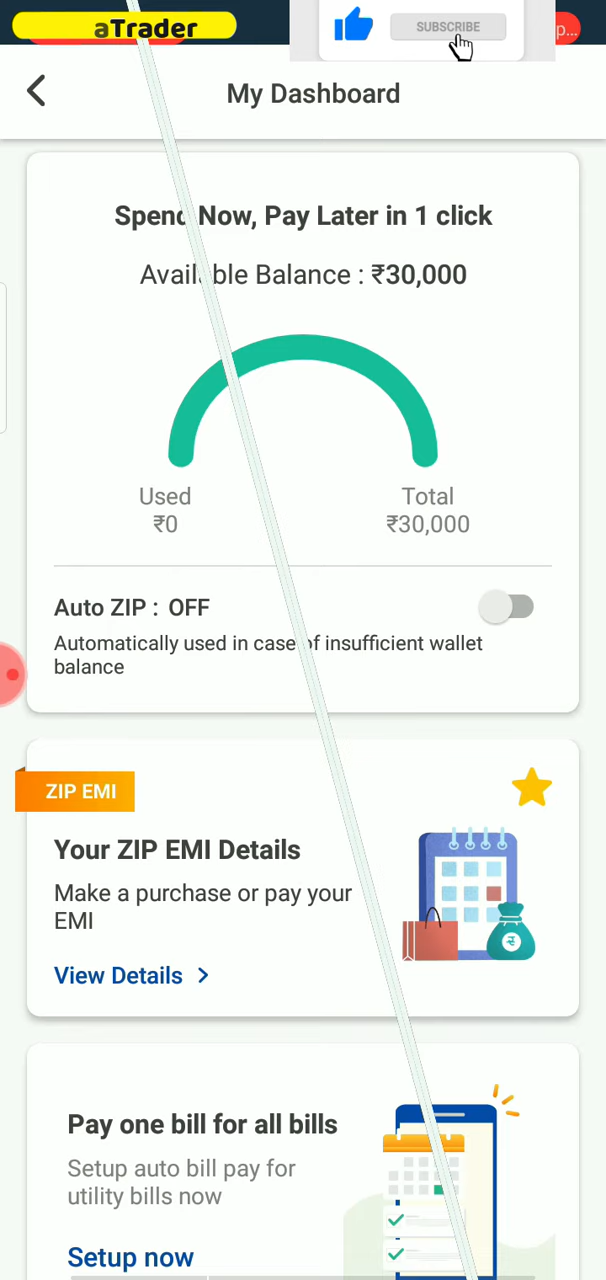 aTrader
SUBSCRIBE
p...
My Dashboard
Spend Now, Pay Later in 1 click
Available Balance : ₹30,000
Used
₹0
Total
₹30,000
Auto ZIP : OFF
Automatically used in case of insufficient wallet
balance
ZIP EMI
Your ZIP EMI Details
Make a purchase or pay your
EMI
View Details
Pay one bill for all bills
Setup auto bill pay for
utility bills now
Setup now